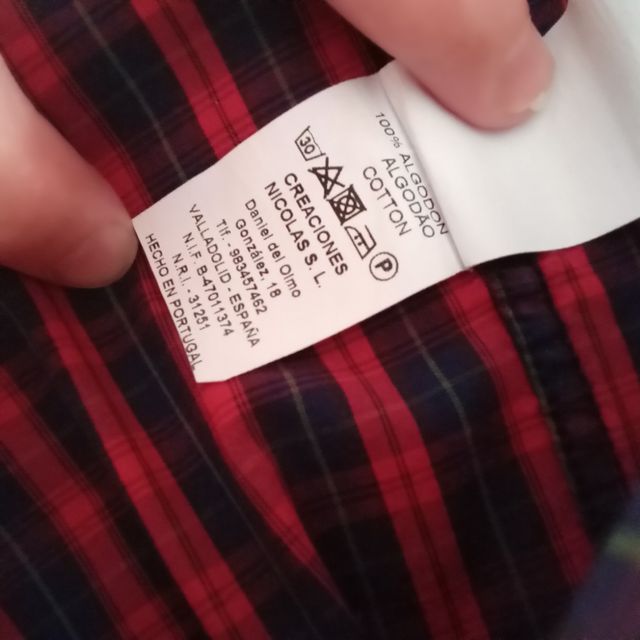 100% ALGODON
ALGODÃO
COTTON
30
P
CREACIONES
NICOLAS S. L.
Daniel del Olmo
González, 18
Tlf - 983457462
VALLADOLID - ESPAÑA
N.I.F B-47011374
N.R.I. - 31251
HECHO EN PORTUGAL